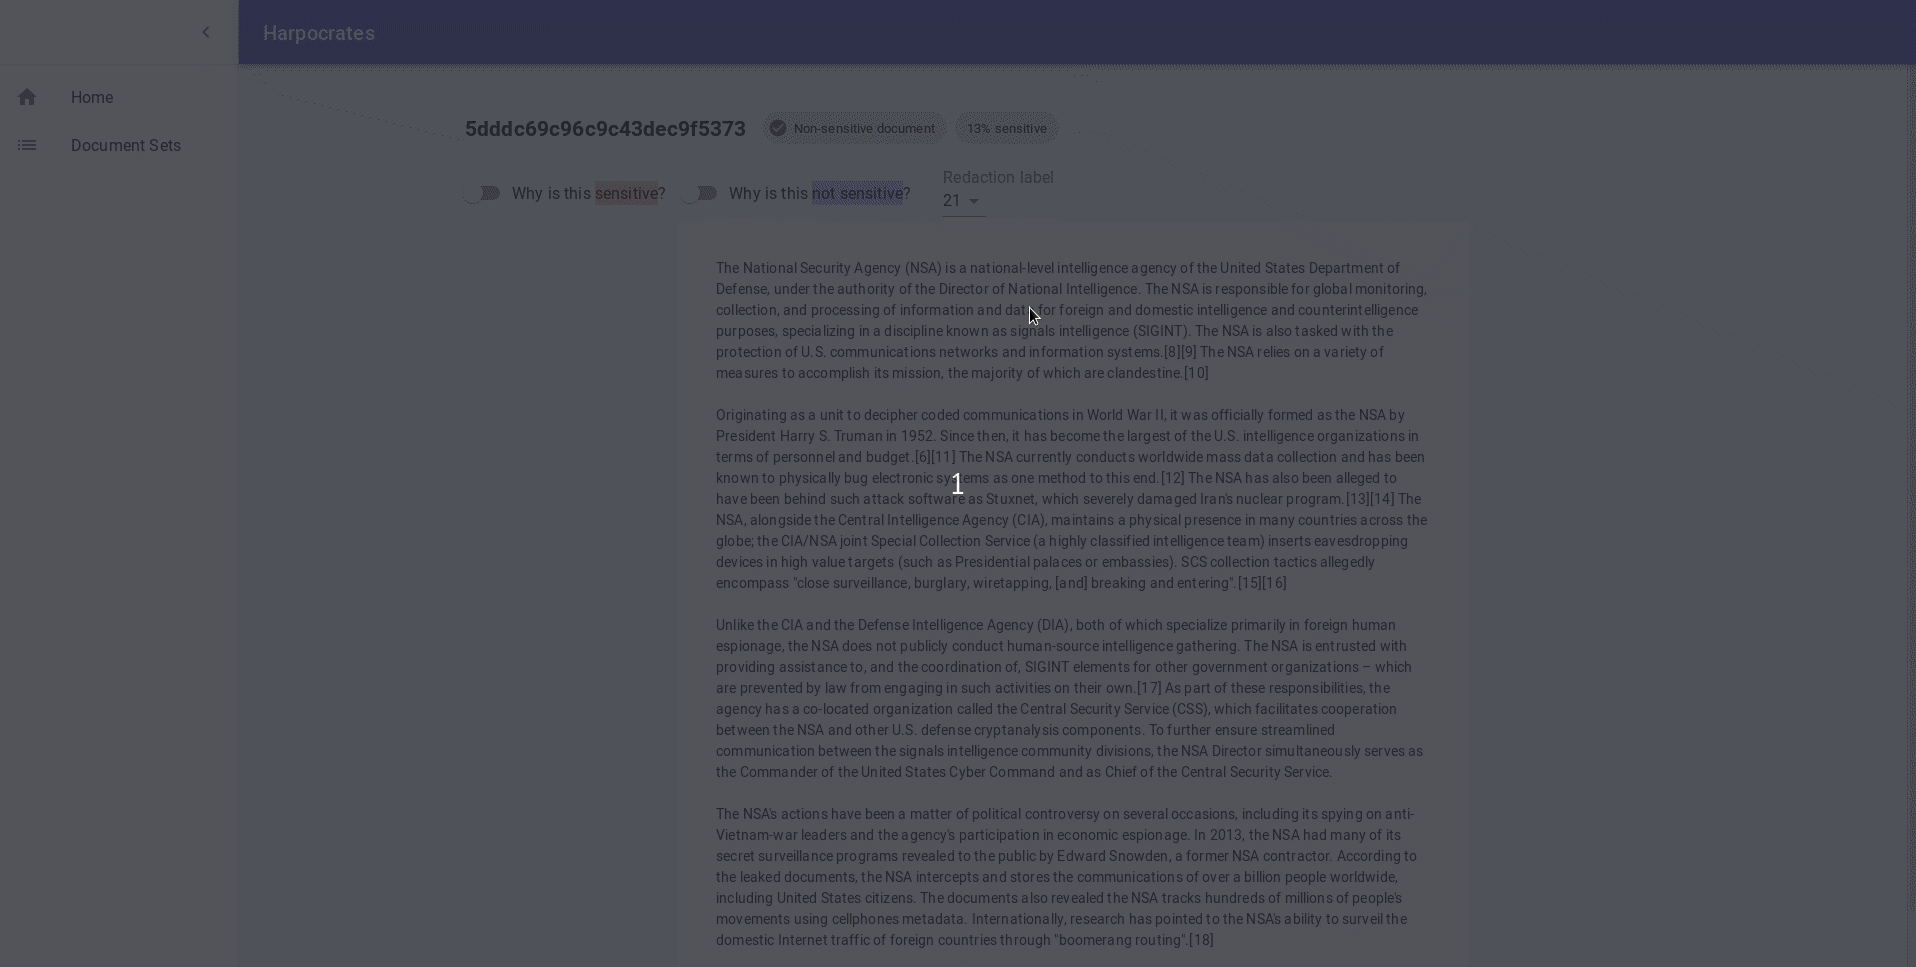 Harpocrates
Home
Document Sets
5dddc69c96c9c43dec9f5373 Non-sensitive document 13% sensitive
Why is this sensitive? Why is this not sensitive? Redaction label
21
The National Security Agency (NSA) is a national-level intelligence agency of the United States Department of
Defense, under the authority of the Director of National Intelligence. The NSA is responsible for global monitoring,
collection, and processing of information and data for foreign and domestic intelligence and counterintelligence
purposes, specializing in a discipline known as signals intelligence (SIGINT). The NSA is also tasked with the
protection of U.S. communications networks and information systems.[8][9] The NSA relies on a variety of
measures to accomplish its mission, the majority of which are clandestine.[10]
Originating as a unit to decipher coded communications in World War II, it was officially formed as the NSA by
President Harry S. Truman in 1952. Since then, it has become the largest of the U.S. intelligence organizations in
terms of personnel and budget.[6][11] The NSA currently conducts worldwide mass data collection and has been
known to physically bug electronic systems as one method to this end.[12] The NSA has also been alleged to
1
have been behind such attack software as Stuxnet, which severely damaged Iran's nuclear program.[13][14] The
NSA, alongside the Central Intelligence Agency (CIA), maintains a physical presence in many countries across the
globe; the CIA/NSA joint Special Collection Service (a highly classified intelligence team) inserts eavesdropping
devices in high value targets (such as Presidential palaces or embassies). SCS collection tactics allegedly
encompass "close surveillance, burglary, wiretapping, [and] breaking and entering".[15][16]
Unlike the CIA and the Defense Intelligence Agency (DIA), both of which specialize primarily in foreign human
espionage, the NSA does not publicly conduct human-source intelligence gathering. The NSA is entrusted with
providing assistance to, and the coordination of, SIGINT elements for other government organizations – which
are prevented by law from engaging in such activities on their own.[17] As part of these responsibilities, the
agency has a co-located organization called the Central Security Service (CSS), which facilitates cooperation
between the NSA and other U.S. defense cryptanalysis components. To further ensure streamlined
communication between the signals intelligence community divisions, the NSA Director simultaneously serves as
the Commander of the United States Cyber Command and as Chief of the Central Security Service.
The NSA's actions have been a matter of political controversy on several occasions, including its spying on anti-
Vietnam-war leaders and the agency's participation in economic espionage. In 2013, the NSA had many of its
secret surveillance programs revealed to the public by Edward Snowden, a former NSA contractor. According to
the leaked documents, the NSA intercepts and stores the communications of over a billion people worldwide,
including United States citizens. The documents also revealed the NSA tracks hundreds of millions of people's
movements using cellphones metadata. Internationally, research has pointed to the NSA's ability to surveil the
domestic Internet traffic of foreign countries through "boomerang routing".[18]